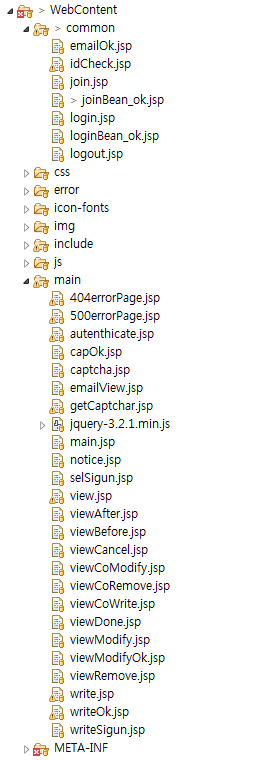 > WebContent
> common
emailOk.jsp
idCheck.jsp
join.jsp
> joinBean_ok.jsp
login.jsp
loginBean_ok.jsp
logout.jsp
css
error
icon-fonts
img
include
js
main
404errorPage.jsp
500errorPage.jsp
autenthicate.jsp
capOk.jsp
captcha.jsp
emailView.jsp
getCaptchar.jsp
jquery-3.2.1.min.js
main.jsp
notice.jsp
selSigun.jsp
view.jsp
viewAfter.jsp
viewBefore.jsp
viewCancel.jsp
viewCoModify.jsp
viewCoRemove.jsp
viewCoWrite.jsp
viewDone.jsp
viewModify.jsp
viewModifyOk.jsp
viewRemove.jsp
write.jsp
writeOk.jsp
writeSigun.jsp
META-INF